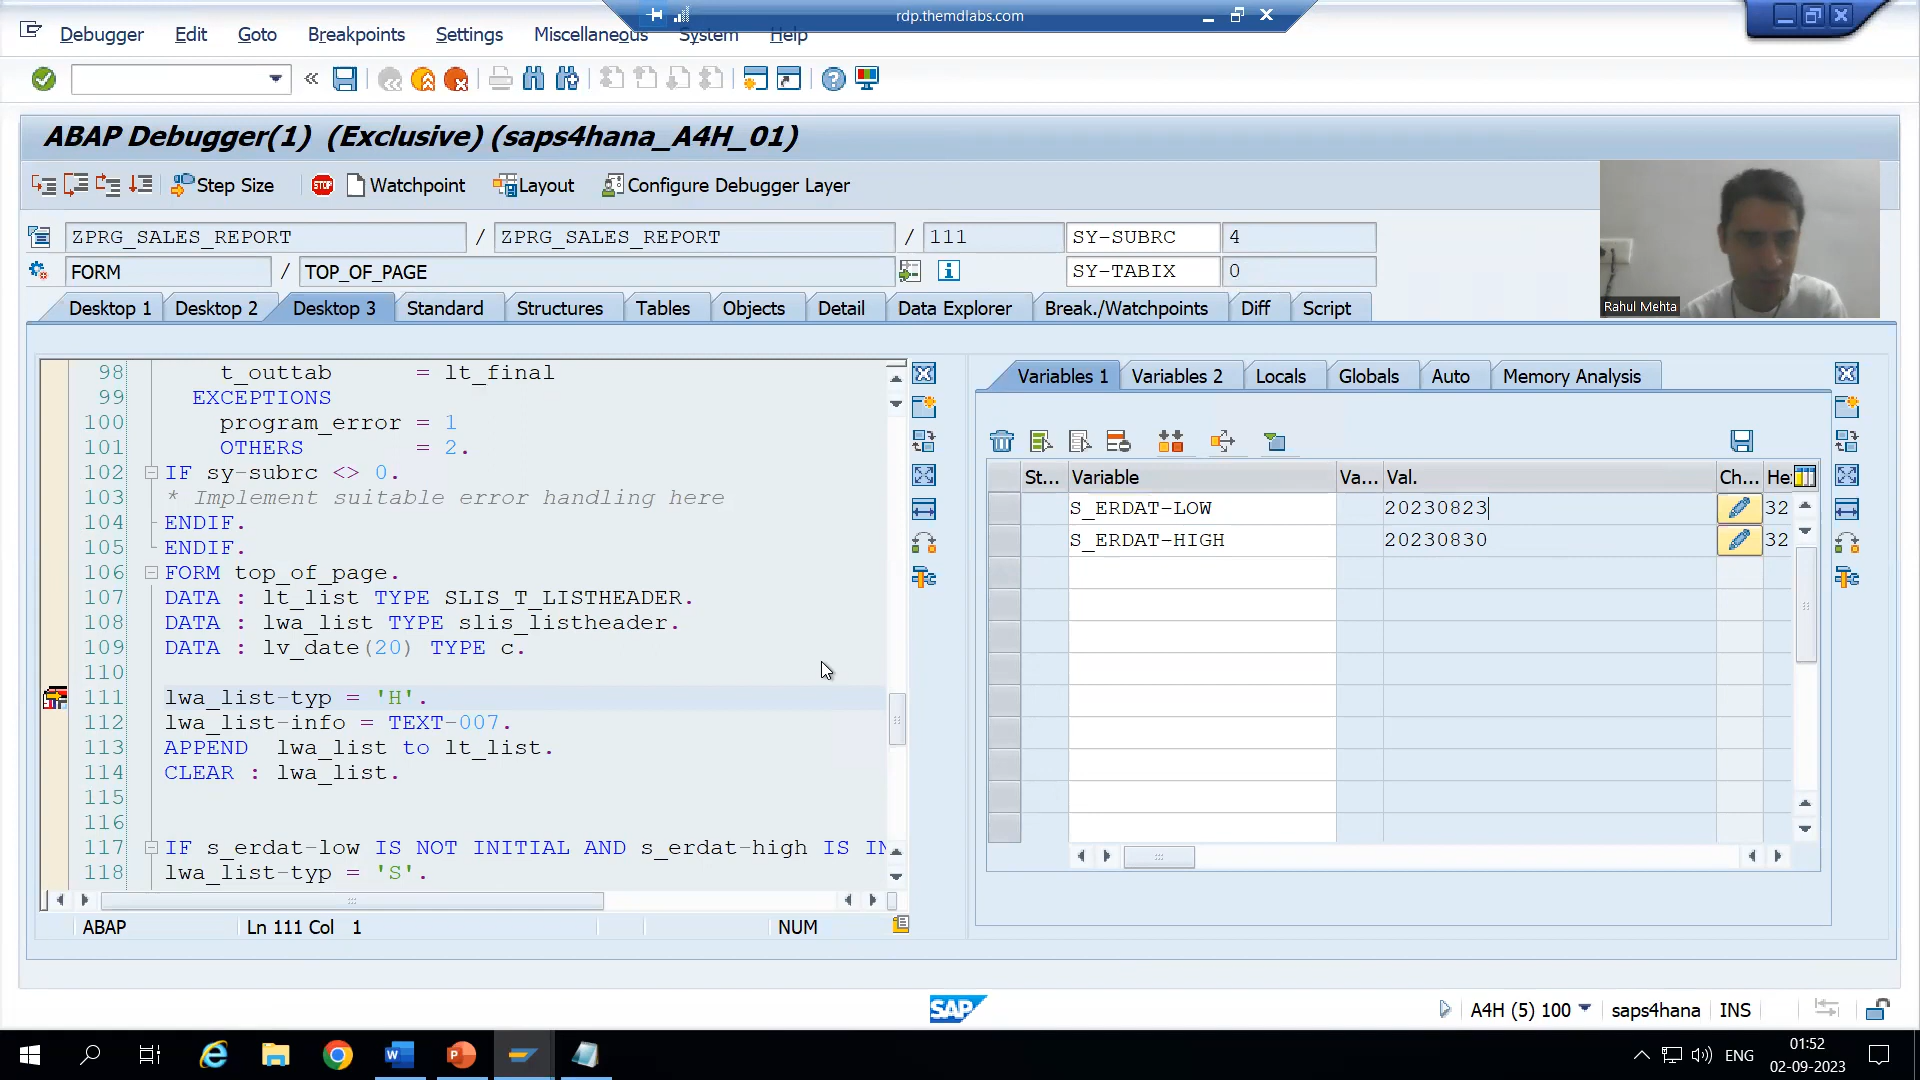 rdp.themdlabs.com
Debugger Edit Goto Breakpoints Settings Miscellaneous System Help
ABAP Debugger(1) (Exclusive) (saps4hana_A4H_01)
Step Size STOP Watchpoint Layout Configure Debugger Layer
ZPRG_SALES_REPORT / ZPRG_SALES_REPORT / 111 SY-SUBRC 4
FORM / TOP_OF_PAGE SY-TABIX 0
Rahul Mehta
Desktop 1 Desktop 2 Desktop 3 Standard Structures Tables Objects Detail Data Explorer Break./Watchpoints Diff Script
98 t_outtab = lt_final
99 EXCEPTIONS
100 program_error = 1
101 OTHERS = 2.
102 IF sy-subrc <> 0.
103 * Implement suitable error handling here
104 ENDIF.
105 ENDIF.
106 FORM top_of_page.
107 DATA : lt_list TYPE SLIS_T_LISTHEADER.
108 DATA : lwa_list TYPE slis_listheader.
109 DATA : lv_date(20) TYPE c.
110
111 lwa_list-typ = 'H'.
112 lwa_list-info = TEXT-007.
113 APPEND lwa_list to lt_list.
114 CLEAR : lwa_list.
115
116
117 IF s_erdat-low IS NOT INITIAL AND s_erdat-high IS IN
118 lwa_list-typ = 'S'.
ABAP Ln 111 Col 1 NUM
Variables 1 Variables 2 Locals Globals Auto Memory Analysis
St... Variable Va... Val. Ch... He
S_ERDAT-LOW 20230823 32
S_ERDAT-HIGH 20230830 32
SAP
A4H (5) 100 saps4hana INS
ENG
01:52
02-09-2023